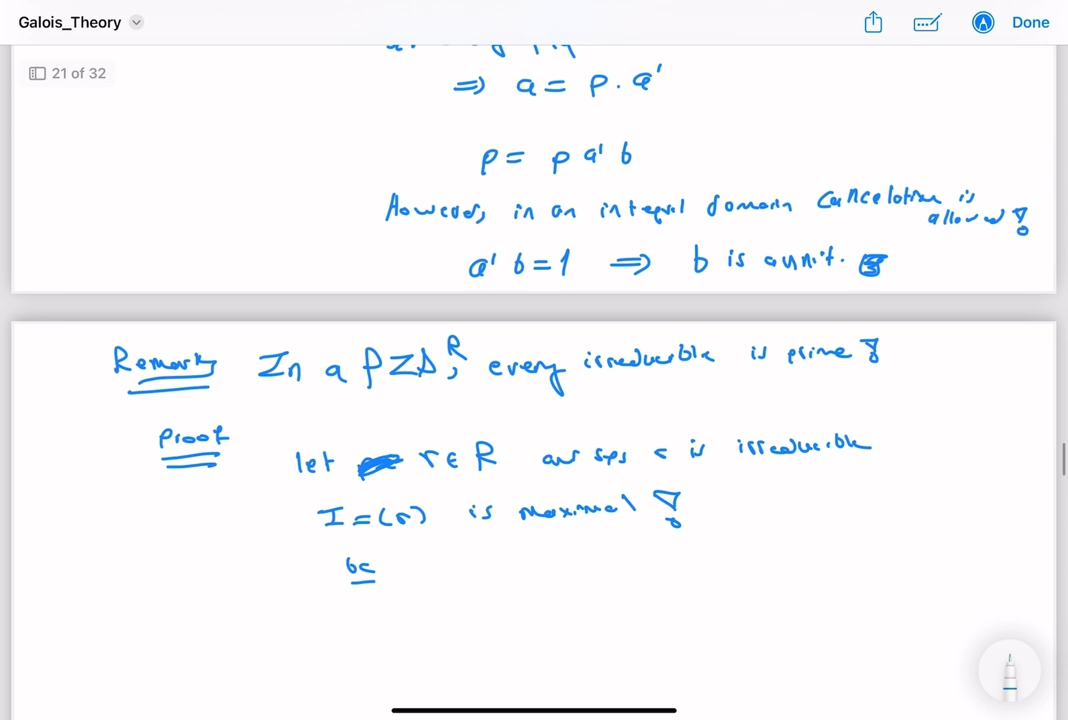 Galois_Theory
Done
21 of 32
⇒ a = p · a'
p = p a' b
However, in an integral domain cancelation is allowed!
a' b = 1 ⇒ b is a unit.
Remark In a PID, R every irreducible is prime!
Proof let r ∈ R and sps r is irreducible
I = (r) is maximal!
bc